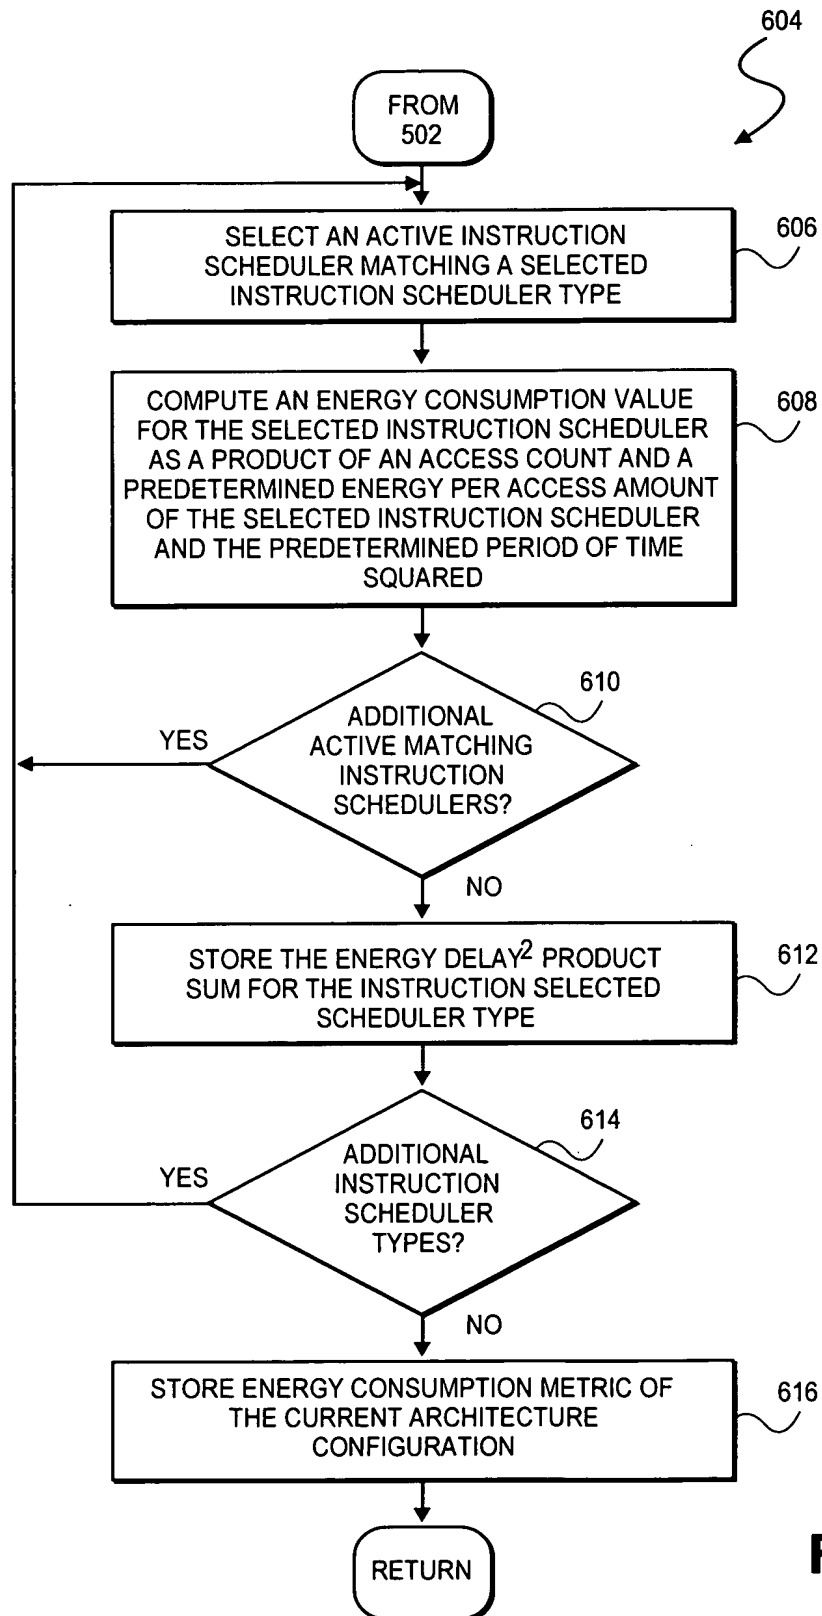 604
FROM
502
SELECT AN ACTIVE INSTRUCTION
SCHEDULER MATCHING A SELECTED
INSTRUCTION SCHEDULER TYPE
606
COMPUTE AN ENERGY CONSUMPTION VALUE
FOR THE SELECTED INSTRUCTION SCHEDULER
AS A PRODUCT OF AN ACCESS COUNT AND A
PREDETERMINED ENERGY PER ACCESS AMOUNT
OF THE SELECTED INSTRUCTION SCHEDULER
AND THE PREDETERMINED PERIOD OF TIME
SQUARED
608
610
YES
ADDITIONAL
ACTIVE MATCHING
INSTRUCTION
SCHEDULERS?
NO
STORE THE ENERGY DELAY² PRODUCT
SUM FOR THE INSTRUCTION SELECTED
SCHEDULER TYPE
612
614
YES
ADDITIONAL
INSTRUCTION
SCHEDULER
TYPES?
NO
STORE ENERGY CONSUMPTION METRIC OF
THE CURRENT ARCHITECTURE
CONFIGURATION
616
RETURN